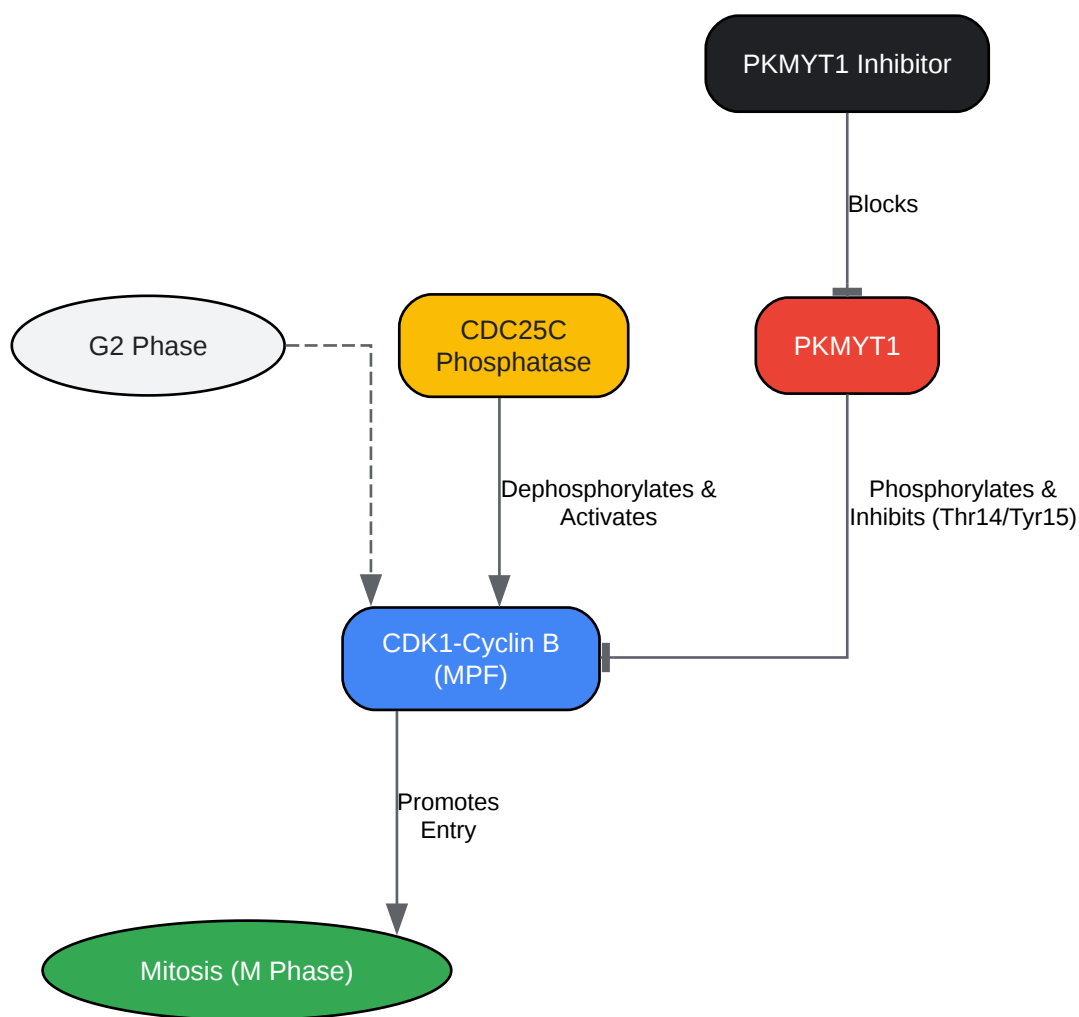 PKMYT1 Inhibitor
Blocks
G2 Phase
CDC25C
Phosphatase
PKMYT1
Dephosphorylates &
Activates
Phosphorylates &
Inhibits (Thr14/Tyr15)
CDK1-Cyclin B
(MPF)
Promotes
Entry
Mitosis (M Phase)